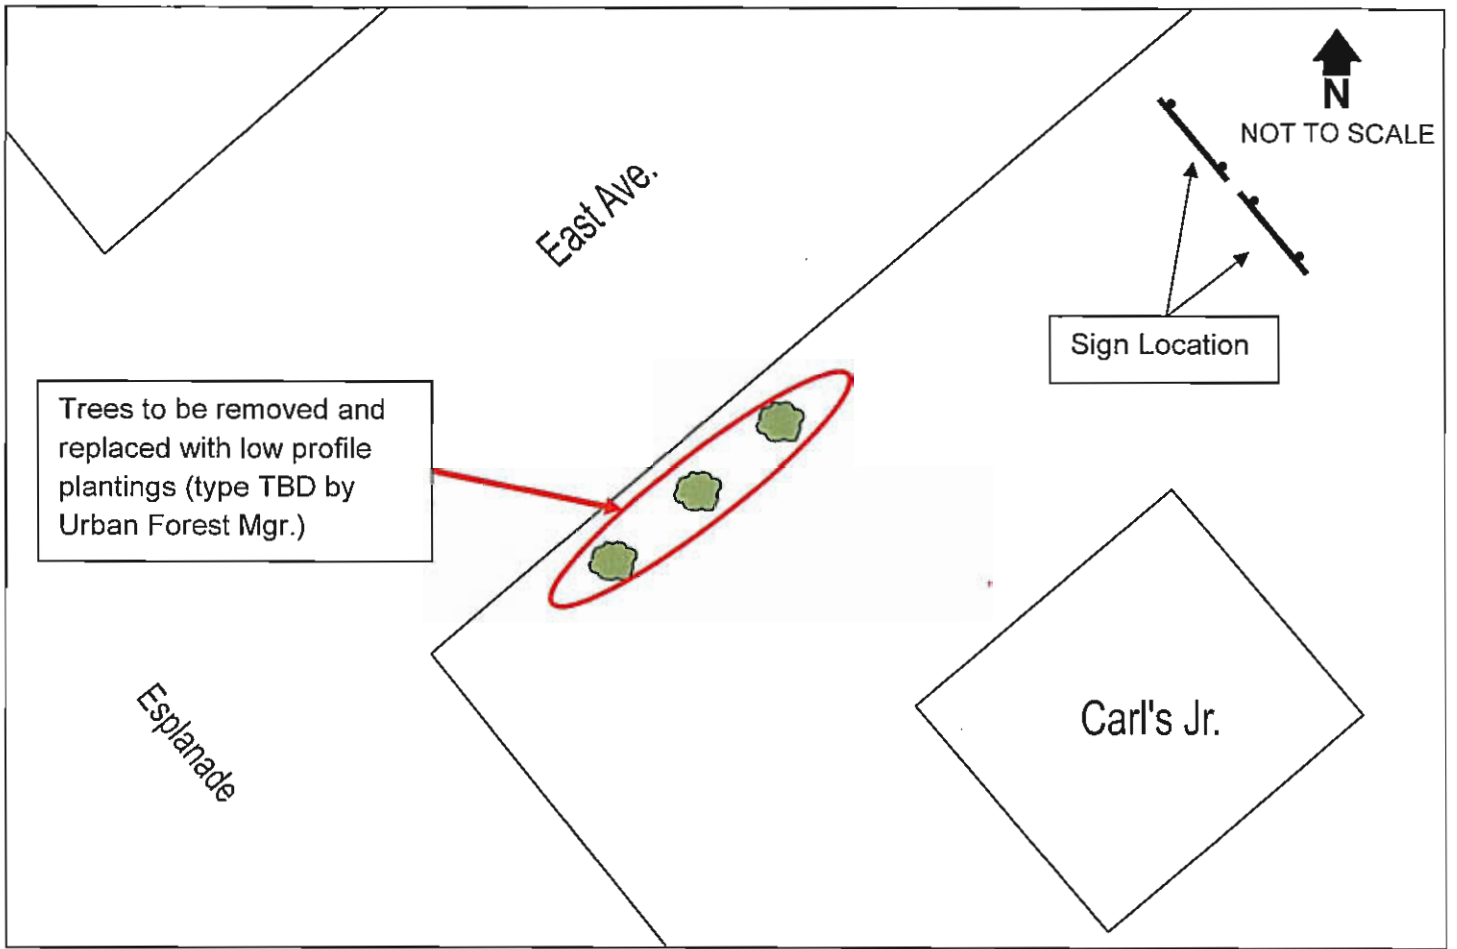 N
NOT TO SCALE
East Ave.
Sign Location
Trees to be removed and
replaced with low profile
plantings (type TBD by
Urban Forest Mgr.)
Esplanade
Carl's Jr.